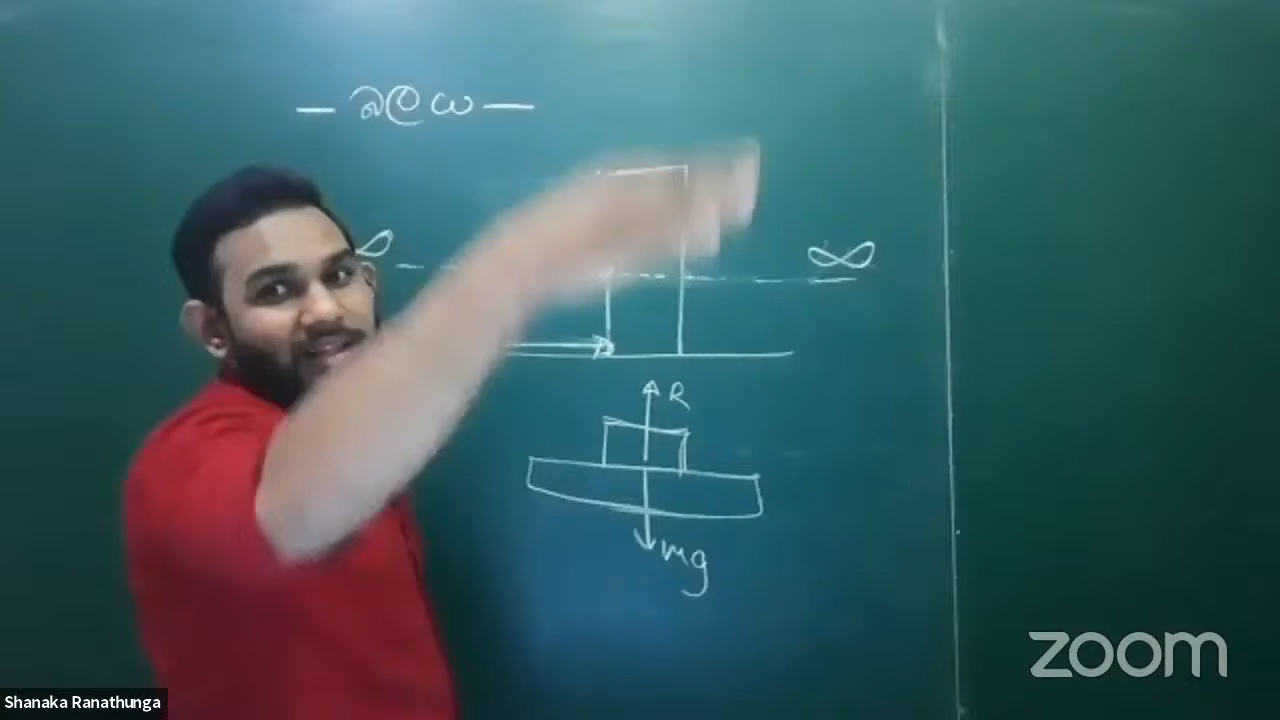 — බලය —
∞ ∞
R
mg
zoom
Shanaka Ranathunga